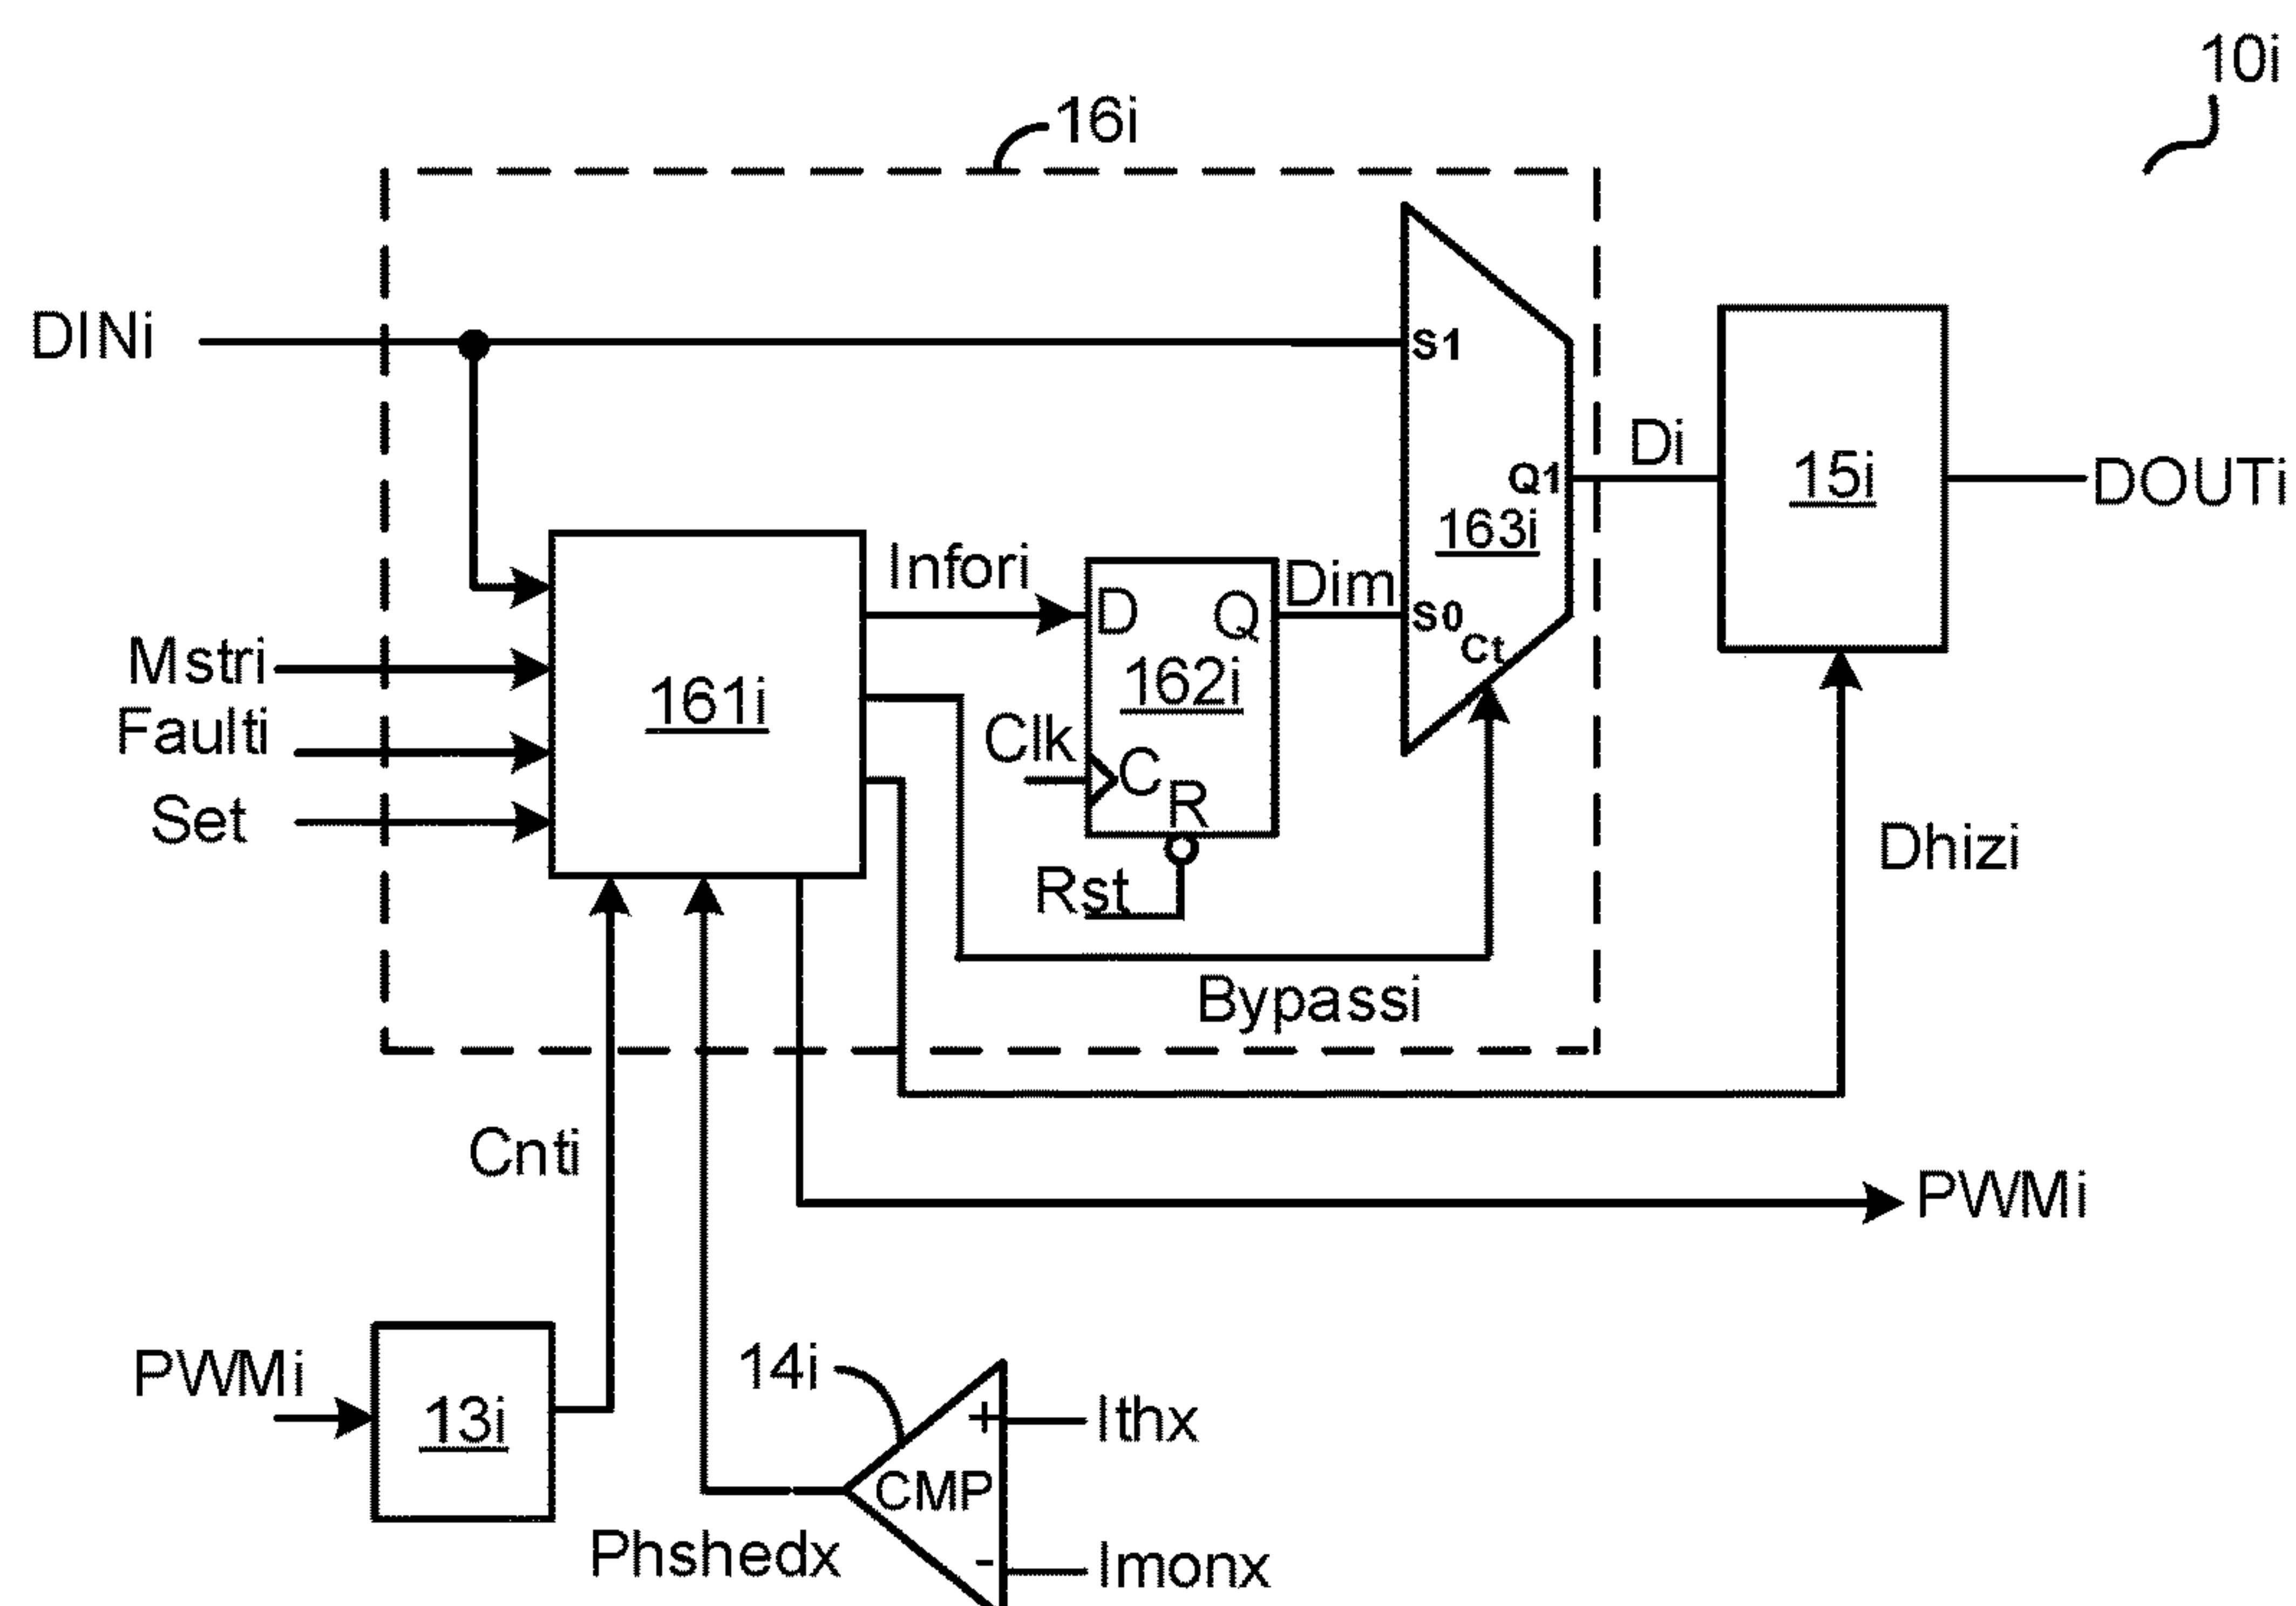 10i
16i
DINi
S1
Di
Q1
15i
DOUTi
163i
Infori
D
Q
Dim
S0
Ct
Mstri
161i
162i
Faulti
Clk
C
R
Set
Dhizi
Rst
Bypassi
Cnti
PWMi
PWMi
14i
13i
+
Ithx
CMP
Phshedx
-
Imonx